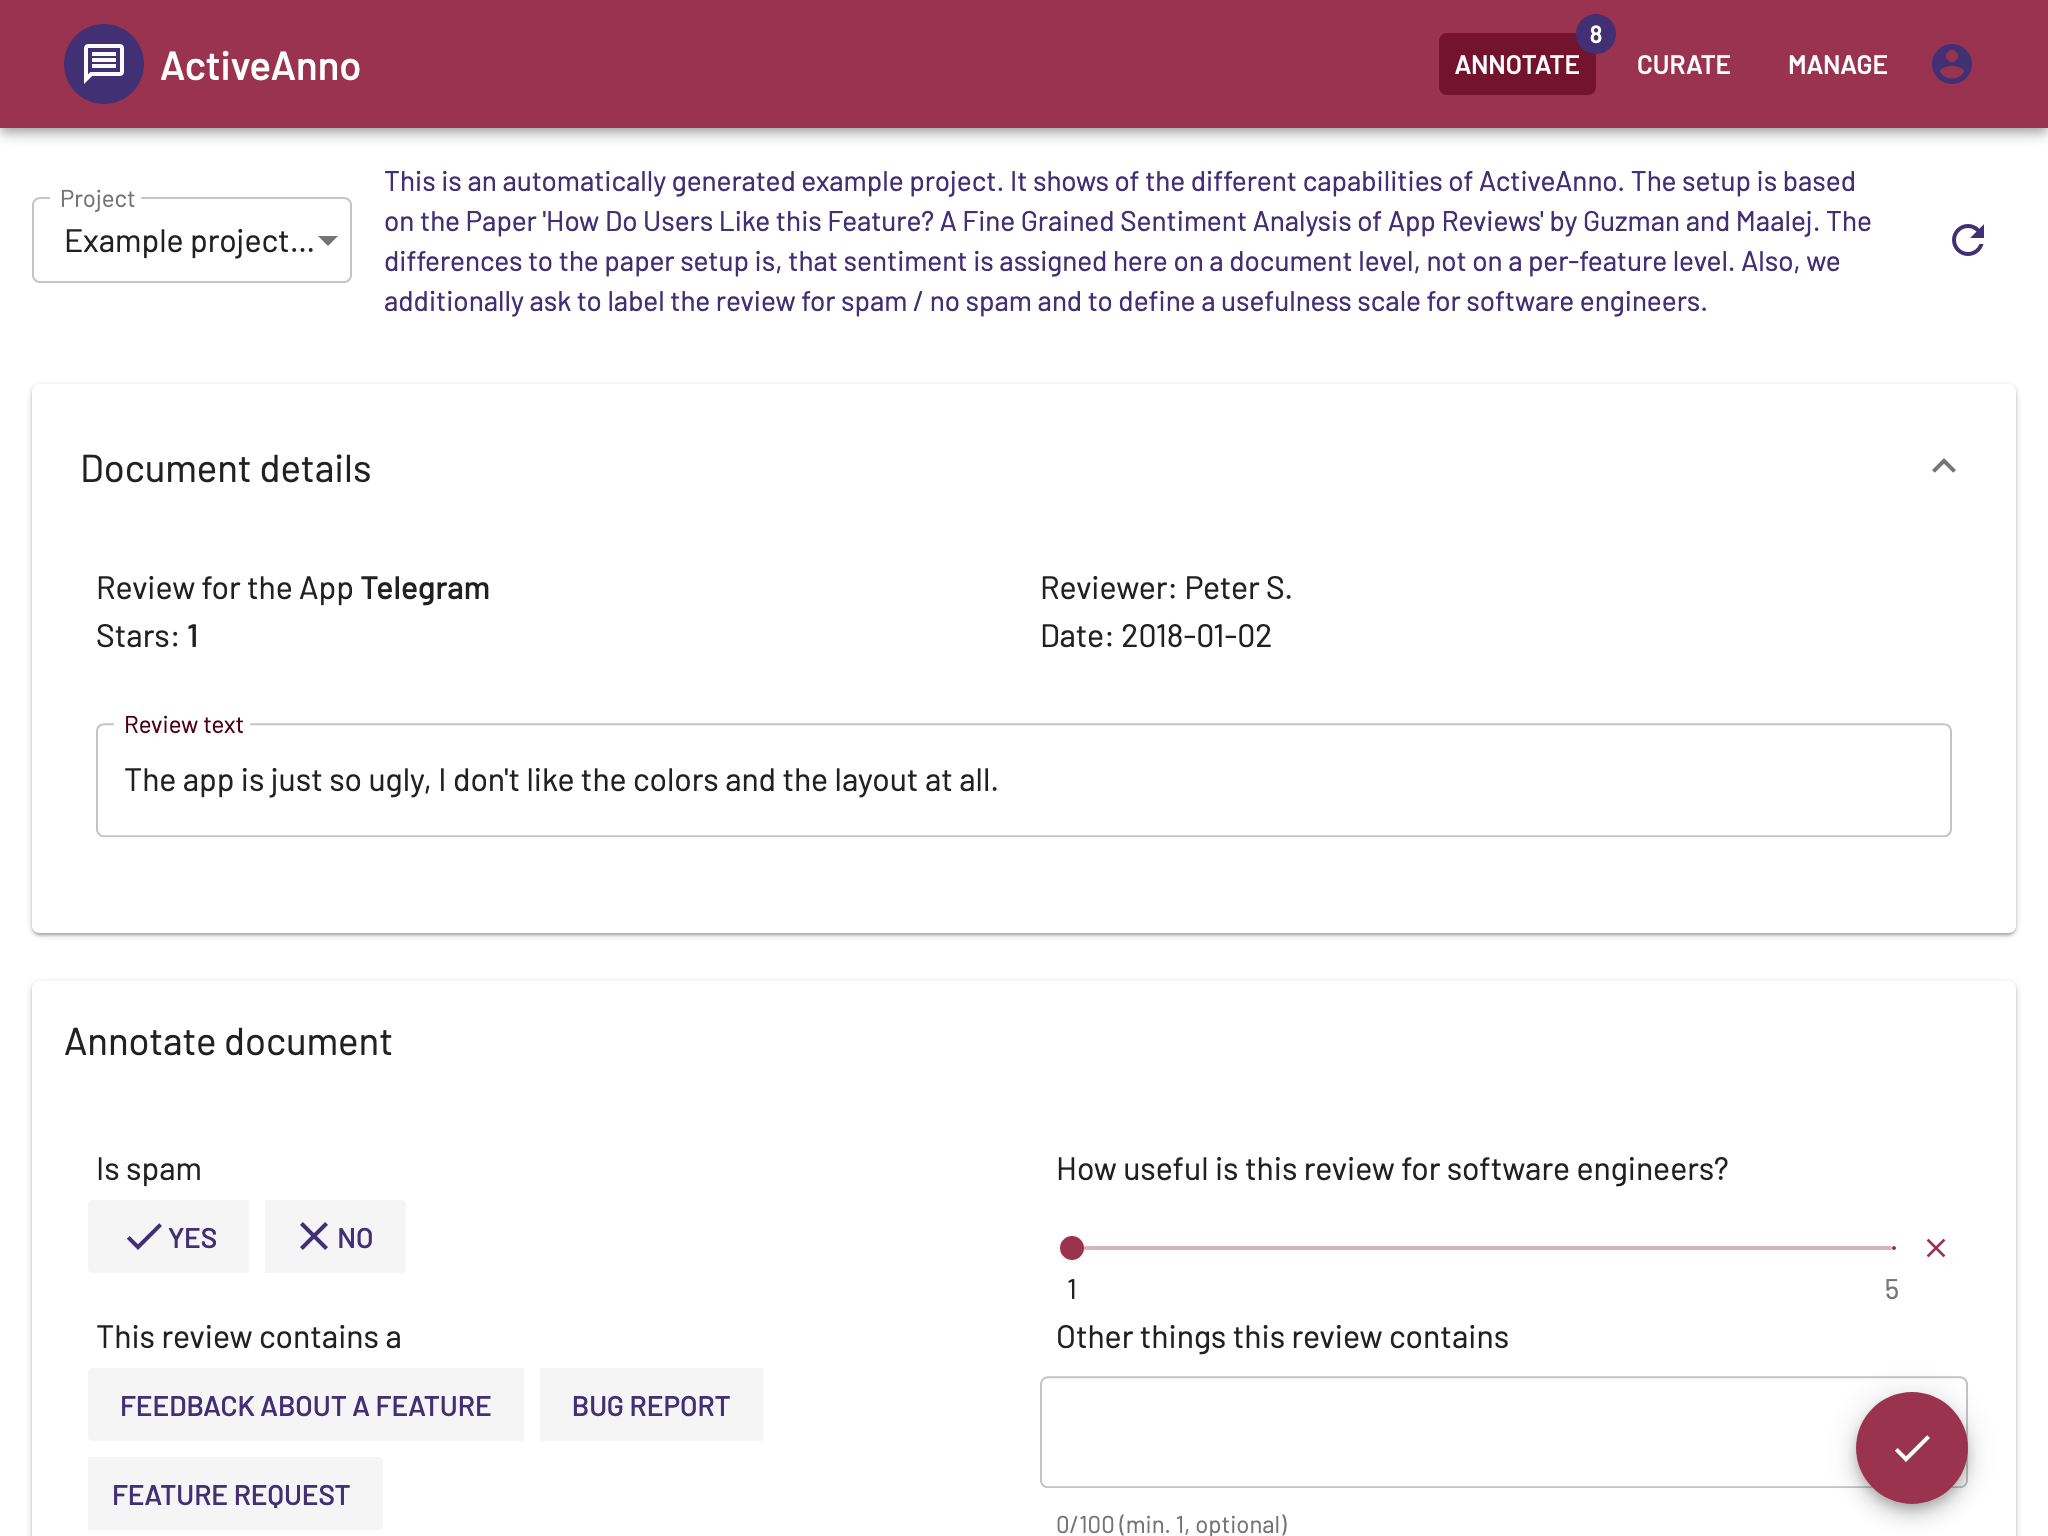 ActiveAnno
ANNOTATE
8
CURATE
MANAGE
Project
Example project...
This is an automatically generated example project. It shows of the different capabilities of ActiveAnno. The setup is based
on the Paper 'How Do Users Like this Feature? A Fine Grained Sentiment Analysis of App Reviews' by Guzman and Maalej. The
differences to the paper setup is, that sentiment is assigned here on a document level, not on a per-feature level. Also, we
additionally ask to label the review for spam / no spam and to define a usefulness scale for software engineers.
Document details
Review for the App Telegram
Stars: 1
Reviewer: Peter S.
Date: 2018-01-02
Review text
The app is just so ugly, I don't like the colors and the layout at all.
Annotate document
Is spam
YES
NO
How useful is this review for software engineers?
1
5
This review contains a
FEEDBACK ABOUT A FEATURE
BUG REPORT
FEATURE REQUEST
Other things this review contains
0/100 (min. 1, optional)